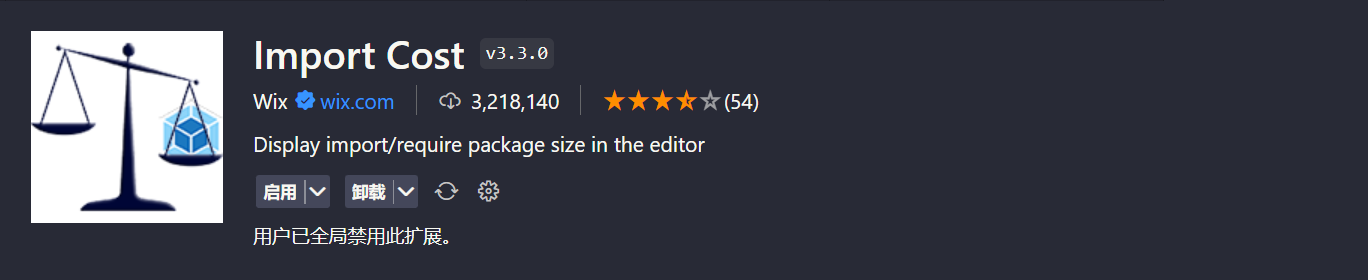 Import Cost v3.3.0
Wix wix.com 3,218,140 (54)
Display import/require package size in the editor
启用 卸载
用户已全局禁用此扩展。